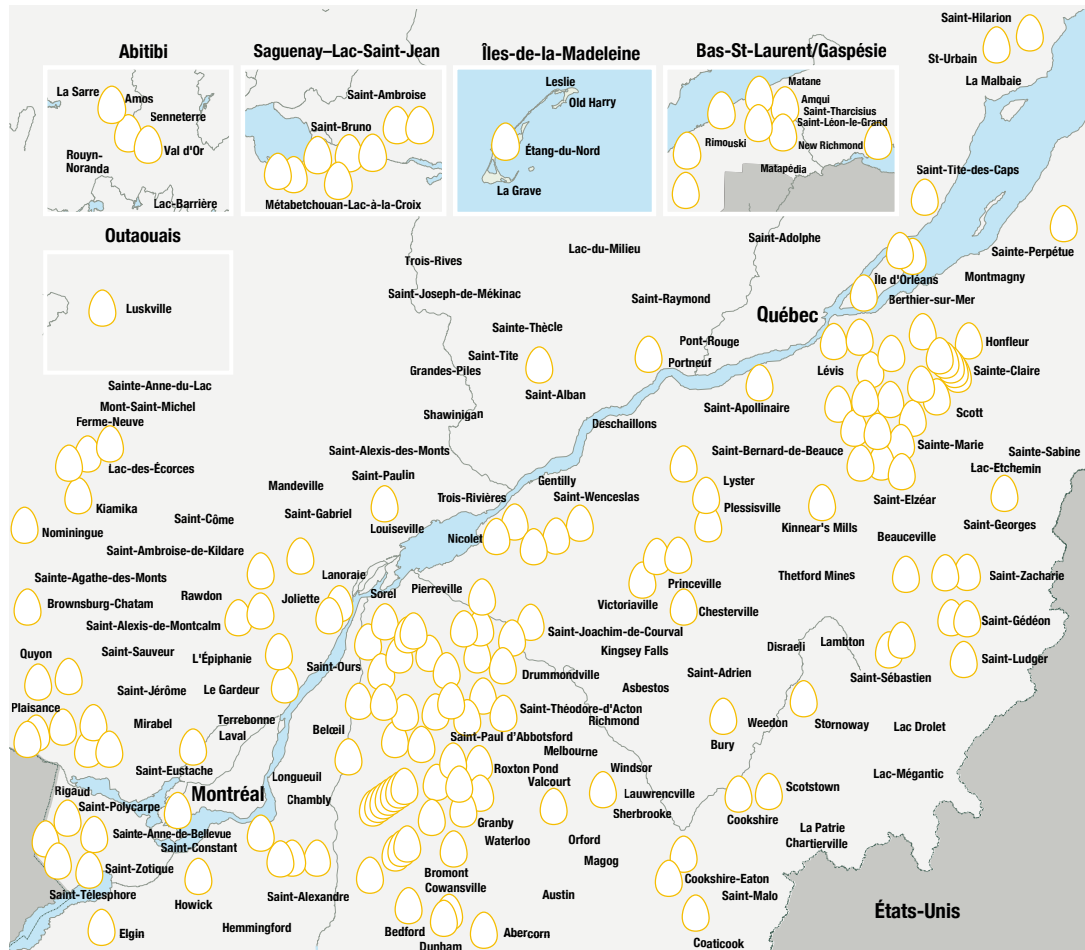 Saint-Hilarion
St-Urbain
La Malbaie
Abitibi
Saguenay–Lac-Saint-Jean
Îles-de-la-Madeleine
Bas-St-Laurent/Gaspésie
La Sarre
Amos
Senneterre
Val d'Or
Rouyn-
Noranda
Lac-Barrière
Saint-Ambroise
Saint-Bruno
Métabetchouan-Lac-à-la-Croix
Leslie
Old Harry
Étang-du-Nord
La Grave
Matane
Amqui
Saint-Tharcisius
Saint-Léon-le-Grand
Rimouski
New Richmond
Matapédia
Saint-Tite-des-Caps
Outaouais
Luskville
Trois-Rives
Lac-du-Milieu
Saint-Adolphe
Sainte-Perpétue
Saint-Joseph-de-Mékinac
Saint-Raymond
Île d'Orléans
Montmagny
Berthier-sur-Mer
Québec
Sainte-Thècle
Pont-Rouge
Honfleur
Saint-Tite
Portneuf
Grandes-Piles
Lévis
Sainte-Claire
Sainte-Anne-du-Lac
Saint-Alban
Mont-Saint-Michel
Saint-Apollinaire
Scott
Ferme-Neuve
Shawinigan
Deschaillons
Sainte-Marie
Saint-Alexis-des-Monts
Saint-Bernard-de-Beauce
Sainte-Sabine
Lac-des-Écorces
Saint-Paulin
Gentilly
Lyster
Lac-Etchemin
Mandeville
Trois-Rivières
Saint-Wenceslas
Saint-Elzéar
Kiamika
Saint-Gabriel
Plessisville
Saint-Côme
Louiseville
Kinnear's Mills
Saint-Georges
Nominingue
Nicolet
Beauceville
Saint-Ambroise-de-Kildare
Sainte-Agathe-des-Monts
Lanoraie
Pierreville
Princeville
Thetford Mines
Saint-Zacharie
Brownsburg-Chatam
Rawdon
Joliette
Sorel
Victoriaville
Chesterville
Saint-Alexis-de-Montcalm
Saint-Joachim-de-Courval
Saint-Gédéon
Quyon
Saint-Sauveur
L'Épiphanie
Saint-Ours
Kingsey Falls
Disraeli
Lambton
Saint-Ludger
Drummondville
Saint-Adrien
Saint-Sébastien
Saint-Jérôme
Le Gardeur
Asbestos
Plaisance
Saint-Théodore-d'Acton
Richmond
Mirabel
Terrebonne
Belœil
Weedon
Stornoway
Lac Drolet
Laval
Saint-Paul d'Abbotsford
Bury
Melbourne
Saint-Eustache
Longueuil
Roxton Pond
Windsor
Lac-Mégantic
Rigaud
Valcourt
Scotstown
Montréal
Chambly
Lauwrencville
Saint-Polycarpe
Sherbrooke
Cookshire
Granby
La Patrie
Sainte-Anne-de-Bellevue
Saint-Constant
Waterloo
Orford
Chartierville
Saint-Zotique
Bromont
Magog
Cookshire-Eaton
Saint-Télesphore
Saint-Alexandre
Cowansville
Austin
Saint-Malo
Howick
États-Unis
Elgin
Hemmingford
Bedford
Abercorn
Dunham
Coaticook